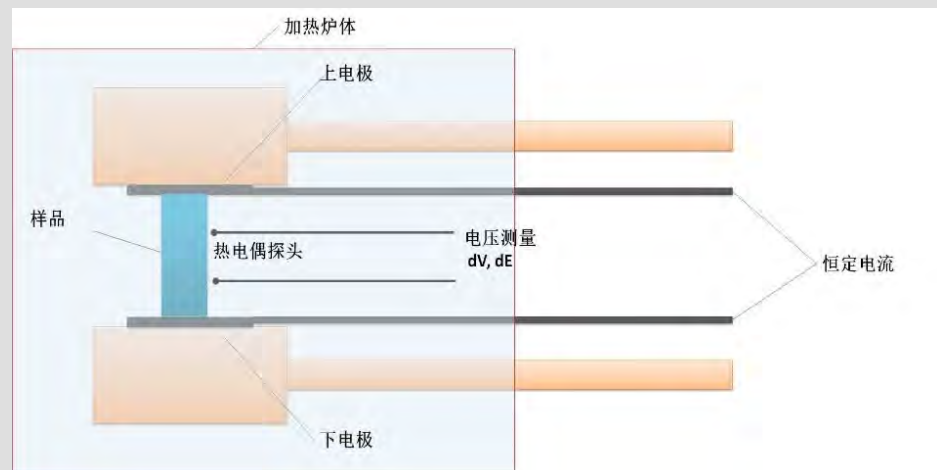 加热炉体
上电极
样品
热电偶探头
电压测量
dV, dE
恒定电流
下电极